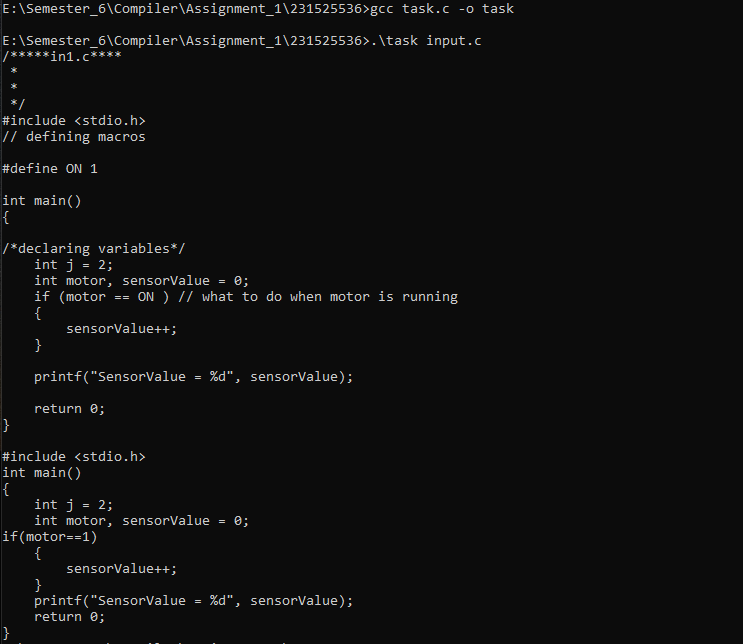 E:\Semester_6\Compiler\Assignment_1\231525536>gcc task.c -o task
E:\Semester_6\Compiler\Assignment_1\231525536>.\task input.c
/*****in1.c****
 *
 *
 */
#include <stdio.h>
// defining macros
#define ON 1
int main()
{
/*declaring variables*/
    int j = 2;
    int motor, sensorValue = 0;
    if (motor == ON ) // what to do when motor is running
    {
        sensorValue++;
    }
    printf("SensorValue = %d", sensorValue);
    return 0;
}
#include <stdio.h>
int main()
{
    int j = 2;
    int motor, sensorValue = 0;
if(motor==1)
    {
        sensorValue++;
    }
    printf("SensorValue = %d", sensorValue);
    return 0;
}